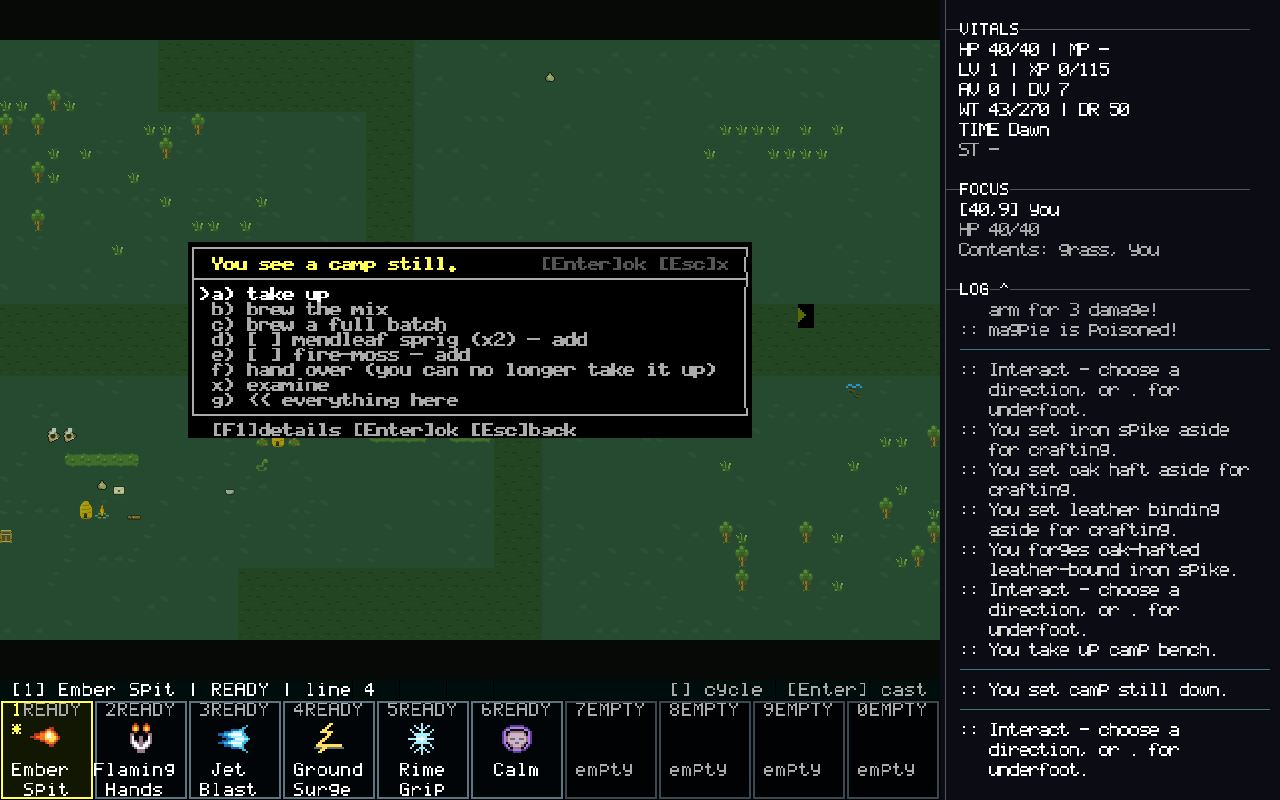 You see a camp still. [Enter]ok [Esc]x
>a) take up
b) brew the mix
c) brew a full batch
d) [ ] mendleaf sprig (x2) — add
e) [ ] fire-moss — add
f) hand over (you can no longer take it up)
x) examine
g) << everything here
[F1]details [Enter]ok [Esc]back
[1] Ember Spit | READY | line 4 [] cycle [Enter] cast
1READY 2READY 3READY 4READY 5READY 6READY 7EMPTY 8EMPTY 9EMPTY 0EMPTY
*
Ember Flaming Jet Ground Rime Calm empty empty empty empty
Spit Hands Blast Surge Grip
VITALS
HP 40/40 | MP -
LV 1 | XP 0/115
AV 0 | DV 7
WT 43/270 | DR 50
TIME Dawn
ST -
FOCUS
[40,9] You
HP 40/40
Contents: grass, You
LOG ^
arm for 3 damage!
:: magpie is Poisoned!
:: Interact - choose a
direction, or . for
underfoot.
:: You set iron spike aside
for crafting.
:: You set oak haft aside for
crafting.
:: You set leather binding
aside for crafting.
:: You forges oak-hafted
leather-bound iron spike.
:: Interact - choose a
direction, or . for
underfoot.
:: You take up camp bench.
:: You set camp still down.
:: Interact - choose a
direction, or . for
underfoot.